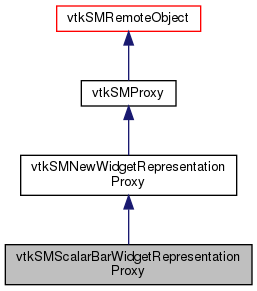 vtkSMRemoteObject
vtkSMProxy
vtkSMNewWidgetRepresentation
Proxy
vtkSMScalarBarWidgetRepresentation
Proxy